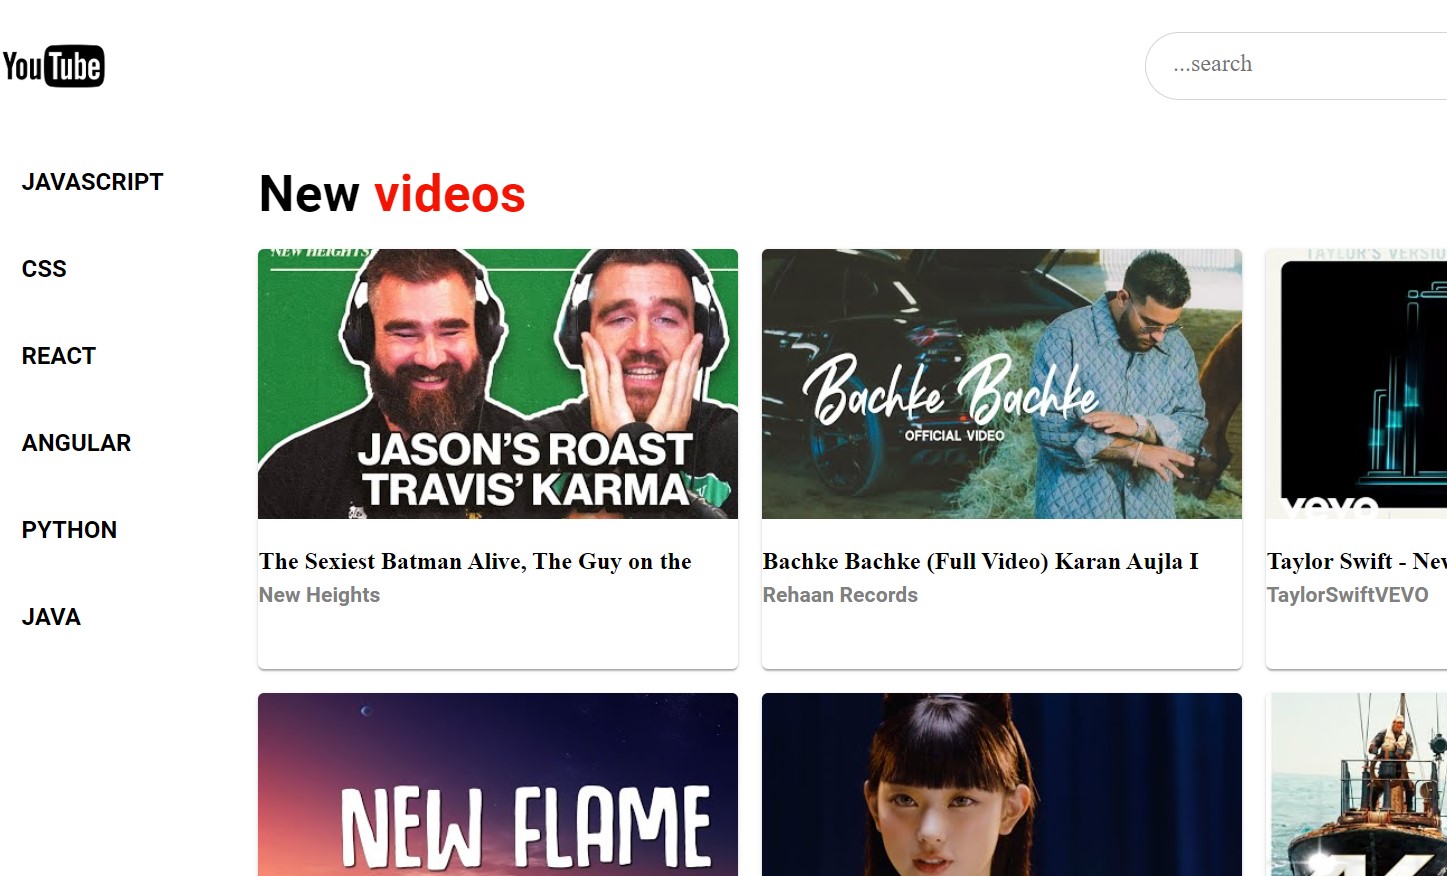 YouTube
...search
JAVASCRIPT
CSS
REACT
ANGULAR
PYTHON
JAVA
New videos
NEW HEIGHTS
JASON'S ROAST
TRAVIS' KARMA
The Sexiest Batman Alive, The Guy on the
New Heights
Bachke Bachke
OFFICIAL VIDEO
Bachke Bachke (Full Video) Karan Aujla I
Rehaan Records
TAYLOR'S VERSIO
vevo
Taylor Swift - Nev
TaylorSwiftVEVO
NEW FLAME